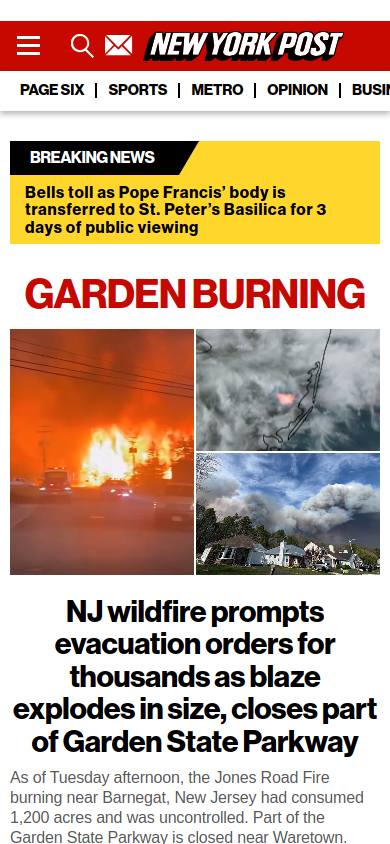 NEW YORK POST
PAGE SIX
SPORTS
METRO
OPINION
BUSI
BREAKING NEWS
Bells toll as Pope Francis’ body is
transferred to St. Peter’s Basilica for 3
days of public viewing
GARDEN BURNING
NJ wildfire prompts
evacuation orders for
thousands as blaze
explodes in size, closes part
of Garden State Parkway
As of Tuesday afternoon, the Jones Road Fire
burning near Barnegat, New Jersey had consumed
1,200 acres and was uncontrolled. Part of the
Garden State Parkway is closed near Waretown.